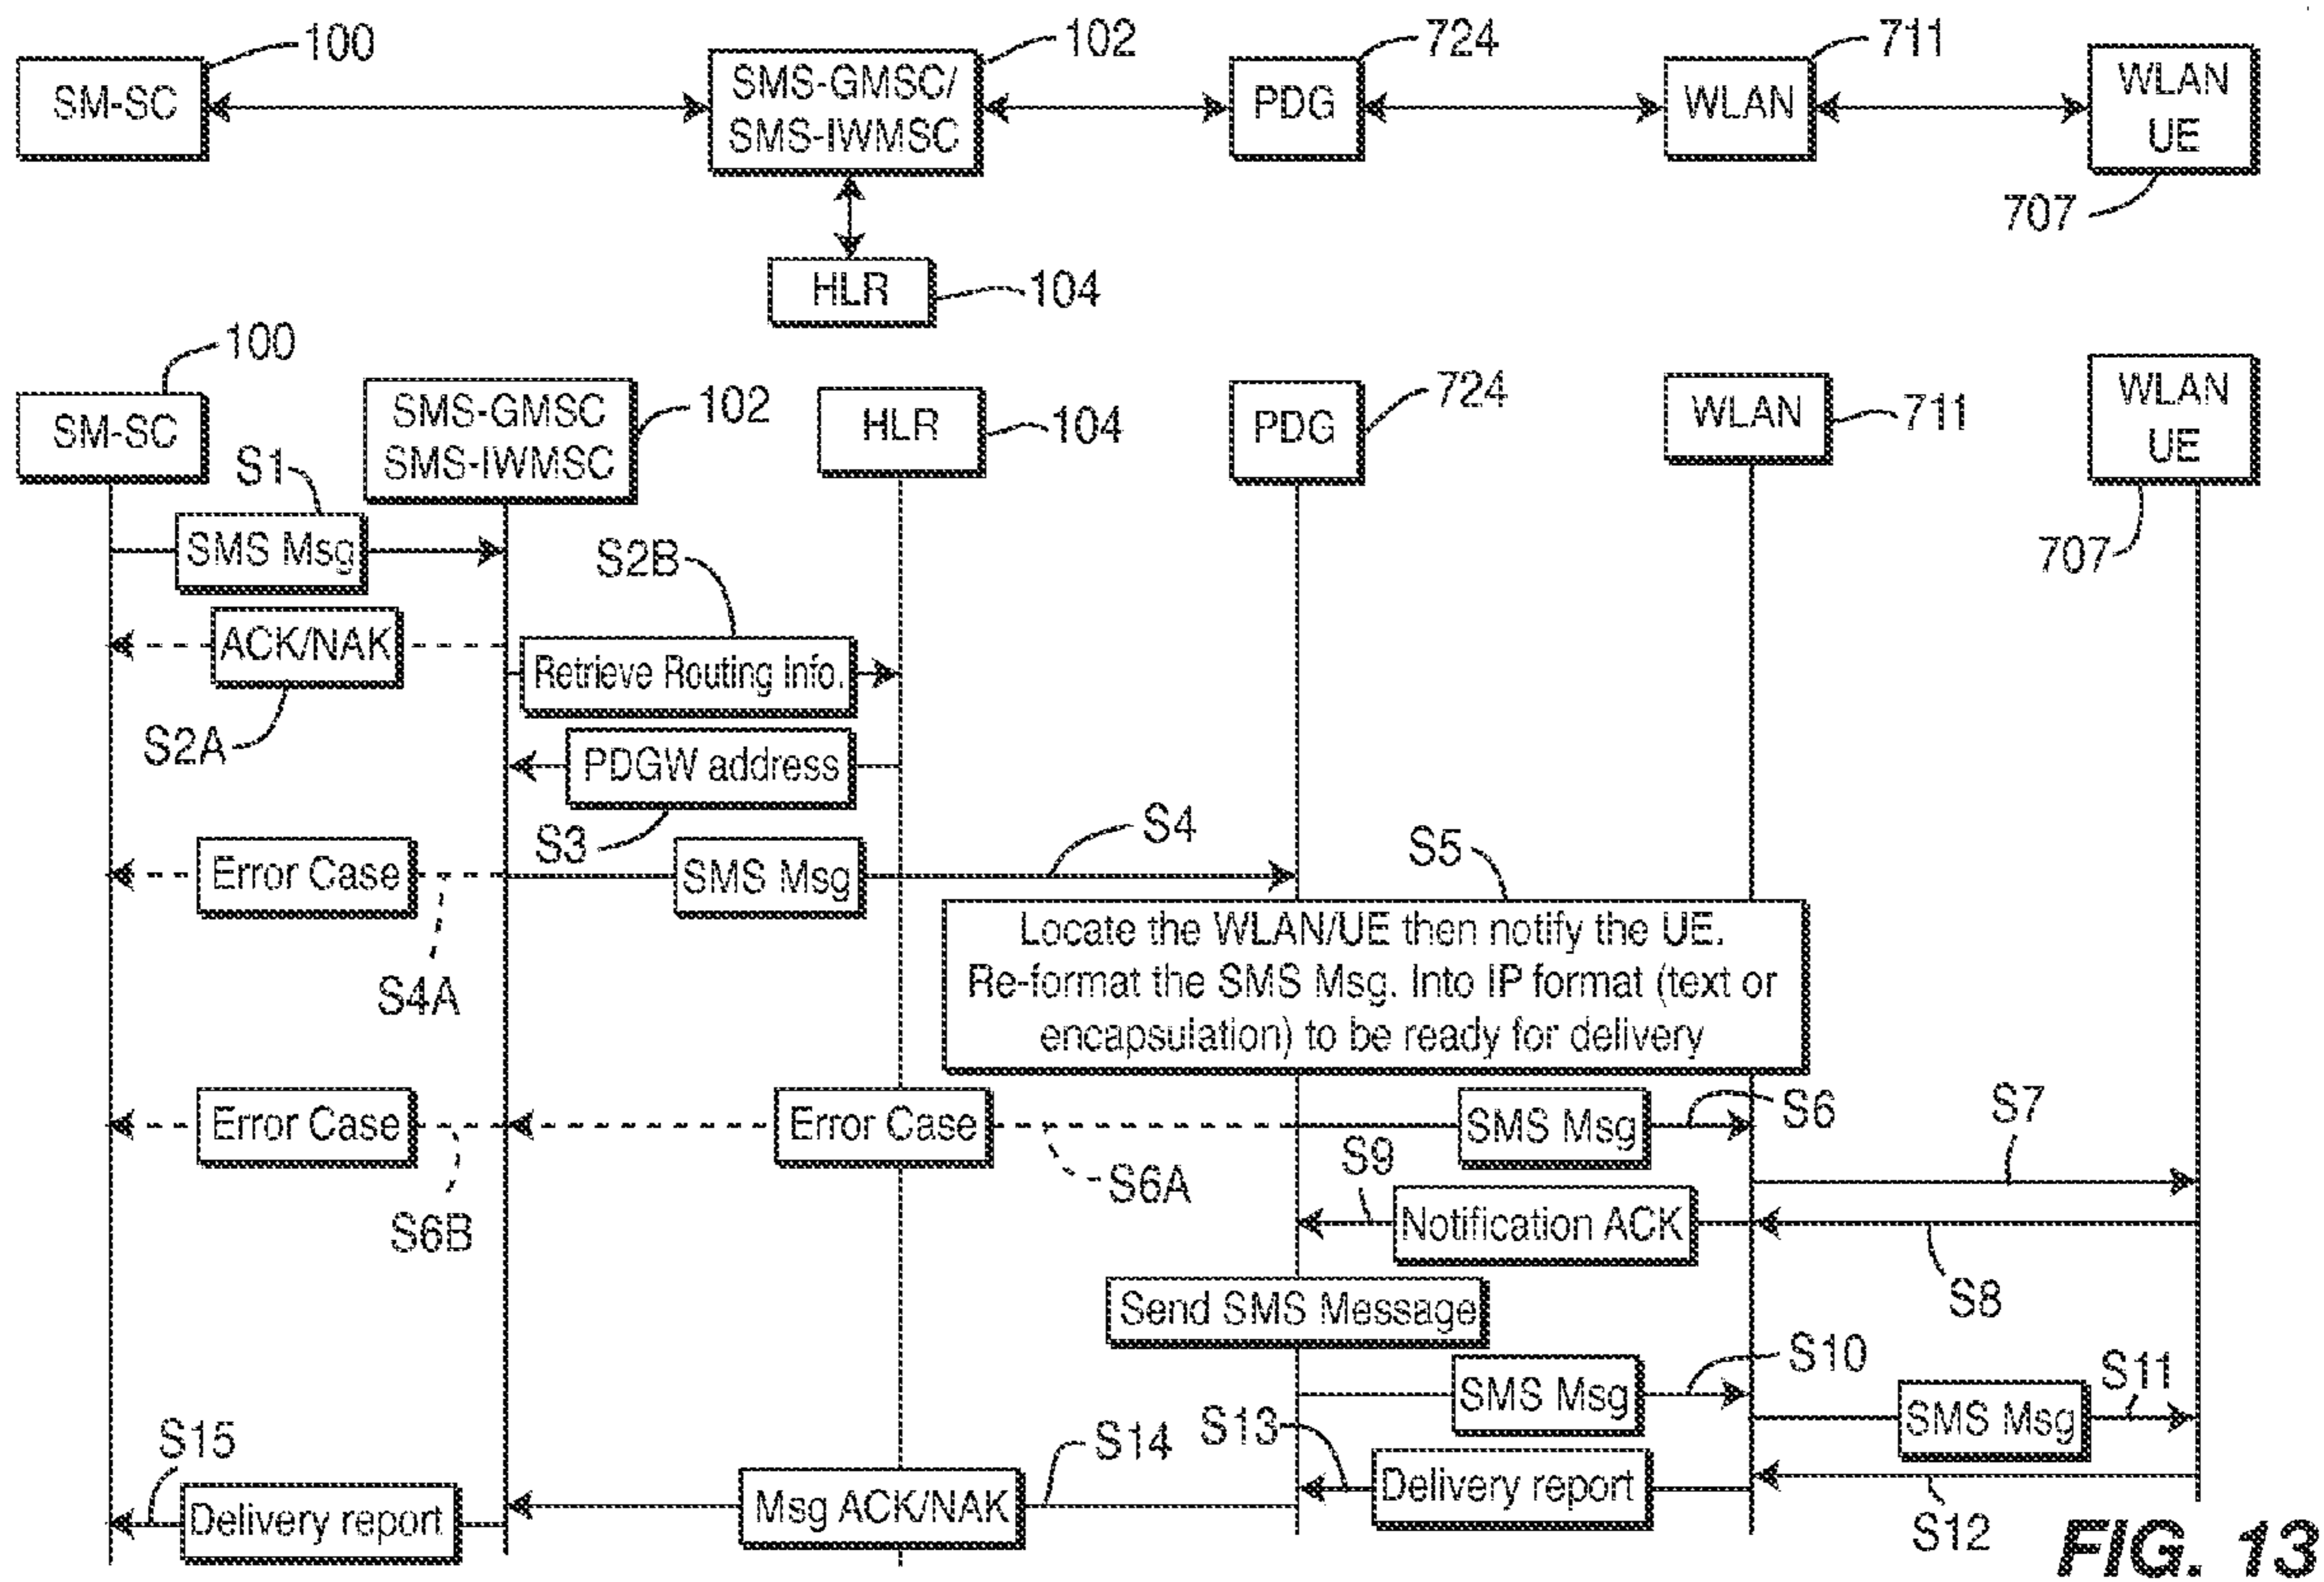 100
102
724
711
SM-SC
SMS-GMSC/
SMS-IWMSC
PDG
WLAN
WLAN
UE
707
HLR
104
100
SM-SC
SMS-GMSC
SMS-IWMSC
102
HLR
104
PDG
724
WLAN
711
WLAN
UE
707
S1
SMS Msg
S2B
ACK/NAK
Retrieve Routing Info.
S2A
PDGW address
S3
S4
S5
Error Case
SMS Msg
S4A
Locate the WLAN/UE then notify the UE.
Re-format the SMS Msg. Into IP format (text or
encapsulation) to be ready for delivery
Error Case
Error Case
SMS Msg
S6
S7
S6B
S6A
S9
Notification ACK
S8
Send SMS Message
SMS Msg
S10
SMS Msg
S11
S15
S14
S13
Delivery report
Msg ACK/NAK
Delivery report
S12
FIG. 13